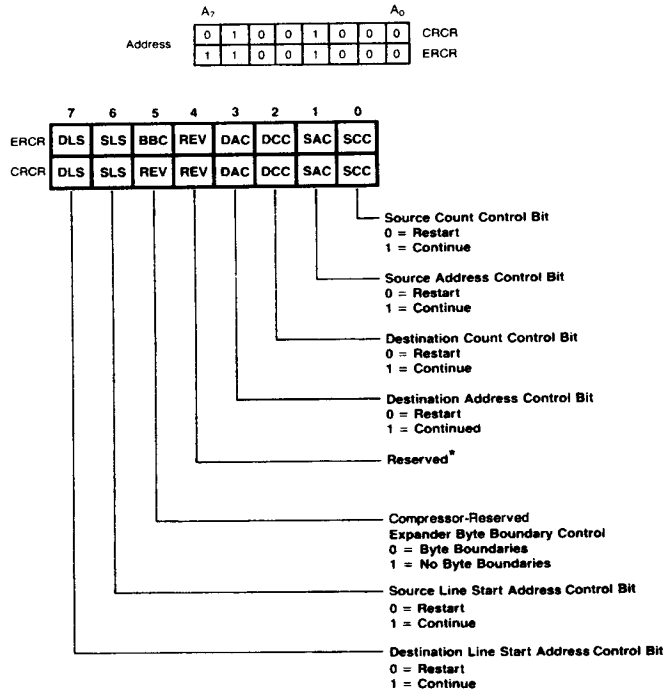 A7 A0
Address 0 1 0 0 1 0 0 0 CRCR
1 1 0 0 1 0 0 0 ERCR
7 6 5 4 3 2 1 0
ERCR DLS SLS BBC REV DAC DCC SAC SCC
CRCR DLS SLS REV REV DAC DCC SAC SCC
Source Count Control Bit
0 = Restart
1 = Continue
Source Address Control Bit
0 = Restart
1 = Continue
Destination Count Control Bit
0 = Restart
1 = Continue
Destination Address Control Bit
0 = Restart
1 = Continued
Reserved*
Compressor-Reserved
Expander Byte Boundary Control
0 = Byte Boundaries
1 = No Byte Boundaries
Source Line Start Address Control Bit
0 = Restart
1 = Continue
Destination Line Start Address Control Bit
0 = Restart
1 = Continue